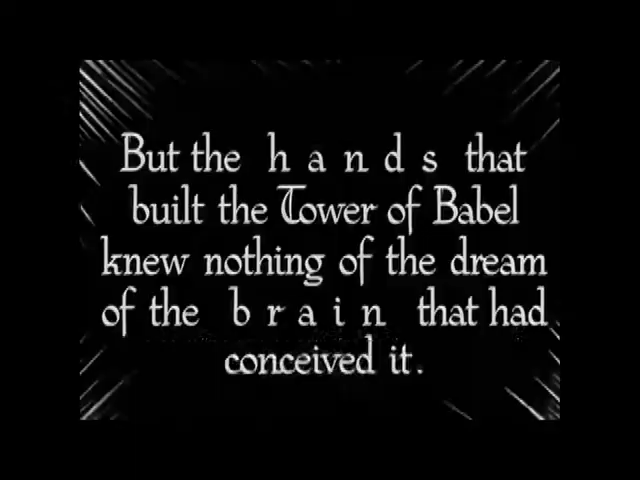 But the h a n d s that
built the Tower of Babel
knew nothing of the dream
of the b r a i n that had
conceived it.